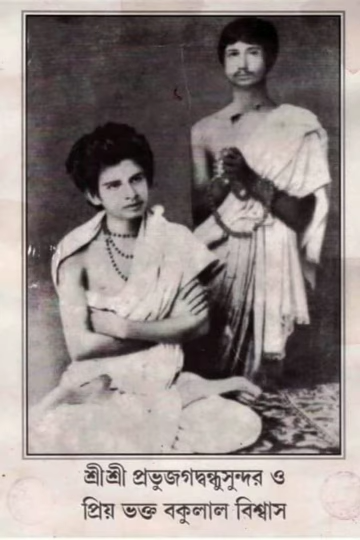 শ্রীশ্রী প্রভুজগদ্বন্ধুসুন্দর ও
প্রিয় ভক্ত বকুলাল বিশ্বাস